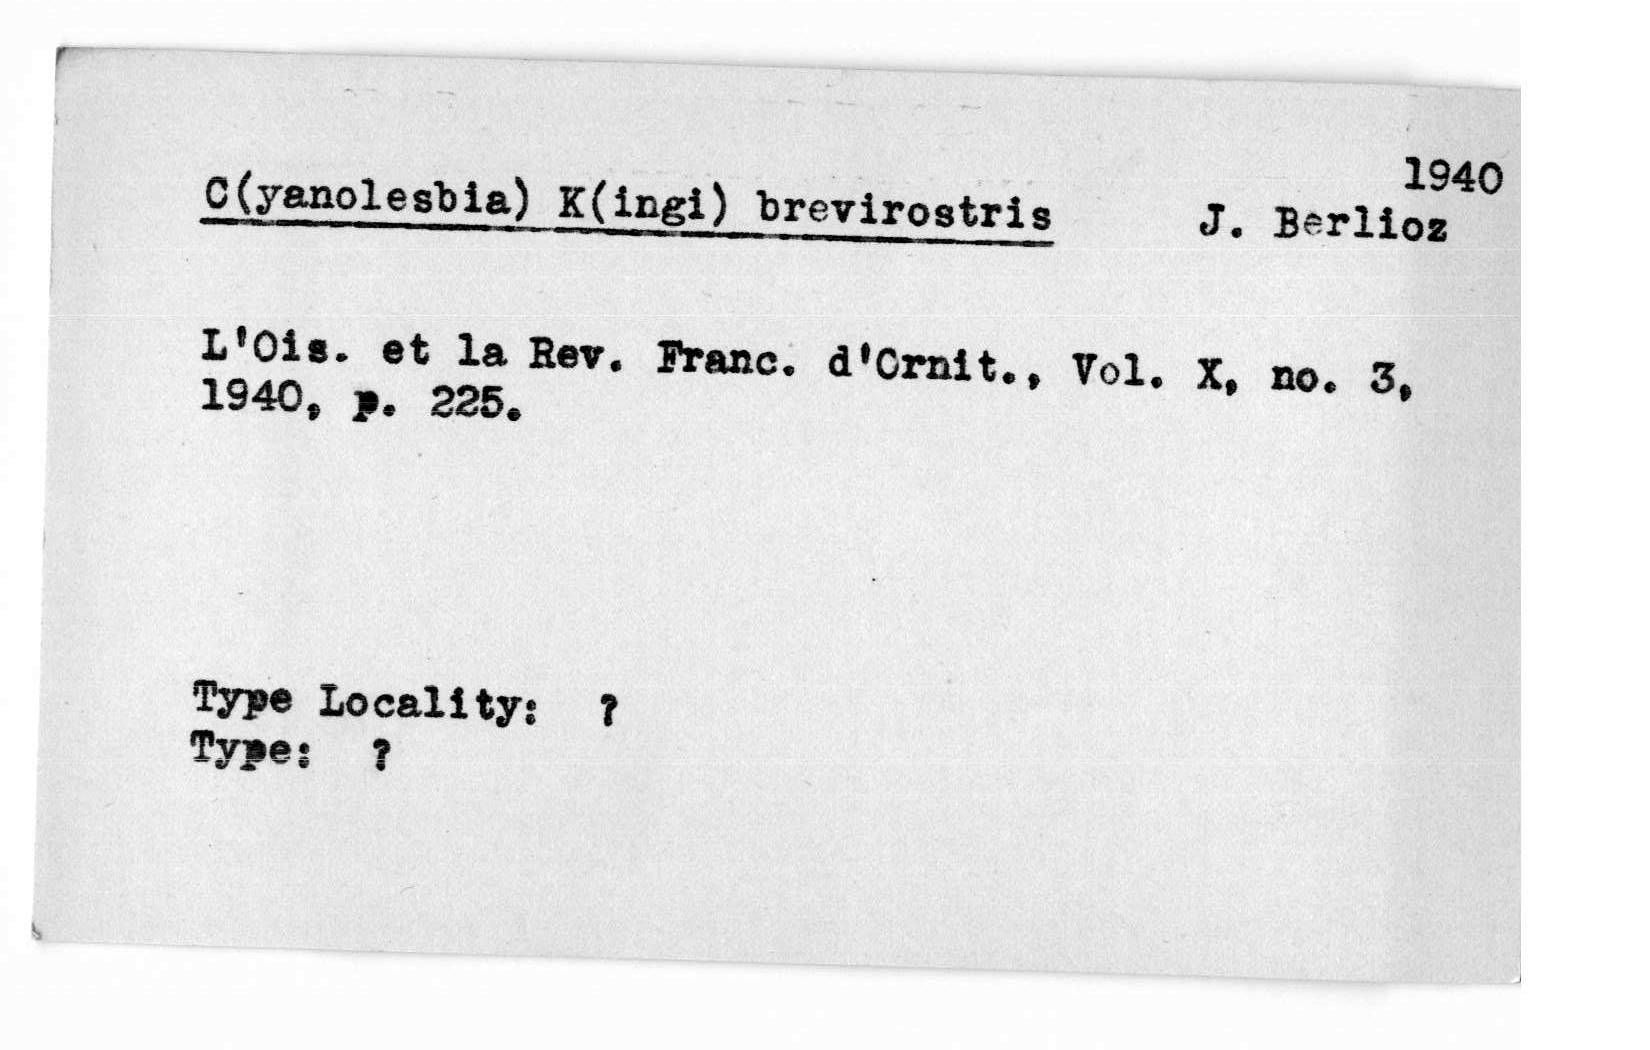 1940
C(yanolesbia) K(ingi) brevirostris J. Berlioz
L'Ois. et la Rev. Franc. d'Ornit., Vol. X, no. 3,
1940, p. 225.
Type Locality: ?
Type: ?